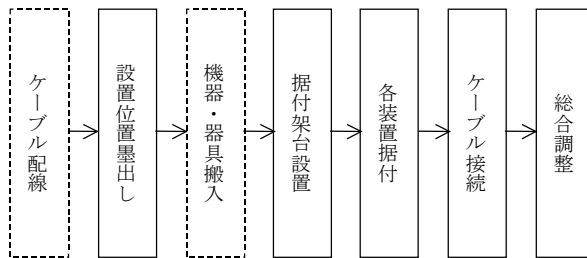 ケーブル配線
設置位置墨出し
機器・器具搬入
据付架台設置
各装置据付
ケーブル接続
総合調整